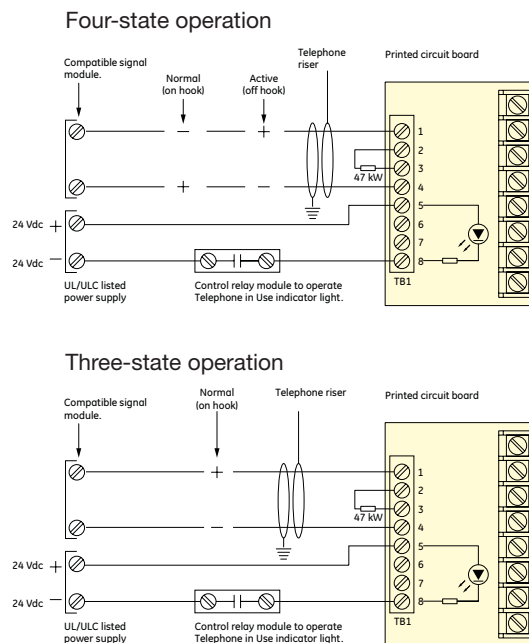 Four-state operation
Compatible signal
module.
Normal
(on hook)
Active
(off hook)
Telephone
riser
Printed circuit board
1
2
3
47 kW
4
24 Vdc +
5
6
7
24 Vdc –
8
TB1
UL/ULC listed
power supply
Control relay module to operate
Telephone in Use indicator light.
Three-state operation
Compatible signal
module.
Normal
(on hook)
Telephone riser
Printed circuit board
1
2
3
47 kW
4
24 Vdc +
5
6
7
24 Vdc –
8
TB1
UL/ULC listed
power supply
Control relay module to operate
Telephone in Use indicator light.